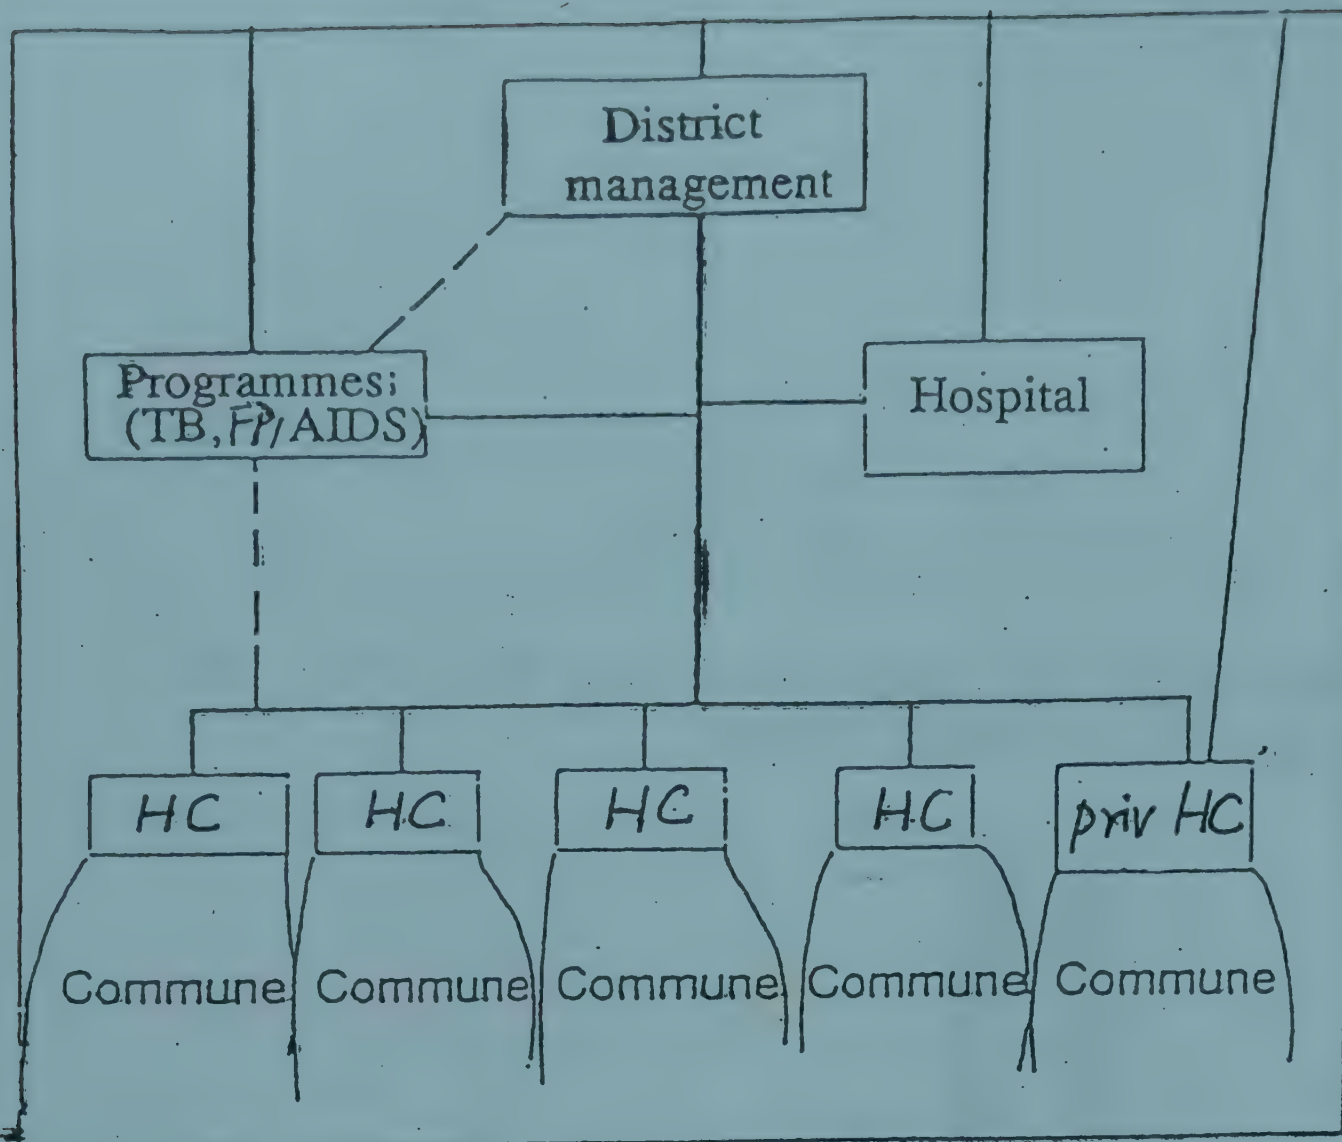 District
management
Programmes:
(TB, FP/AIDS)
Hospital
HC
HC
HC
HC
priv HC
Commune
Commune
Commune
Commune
Commune